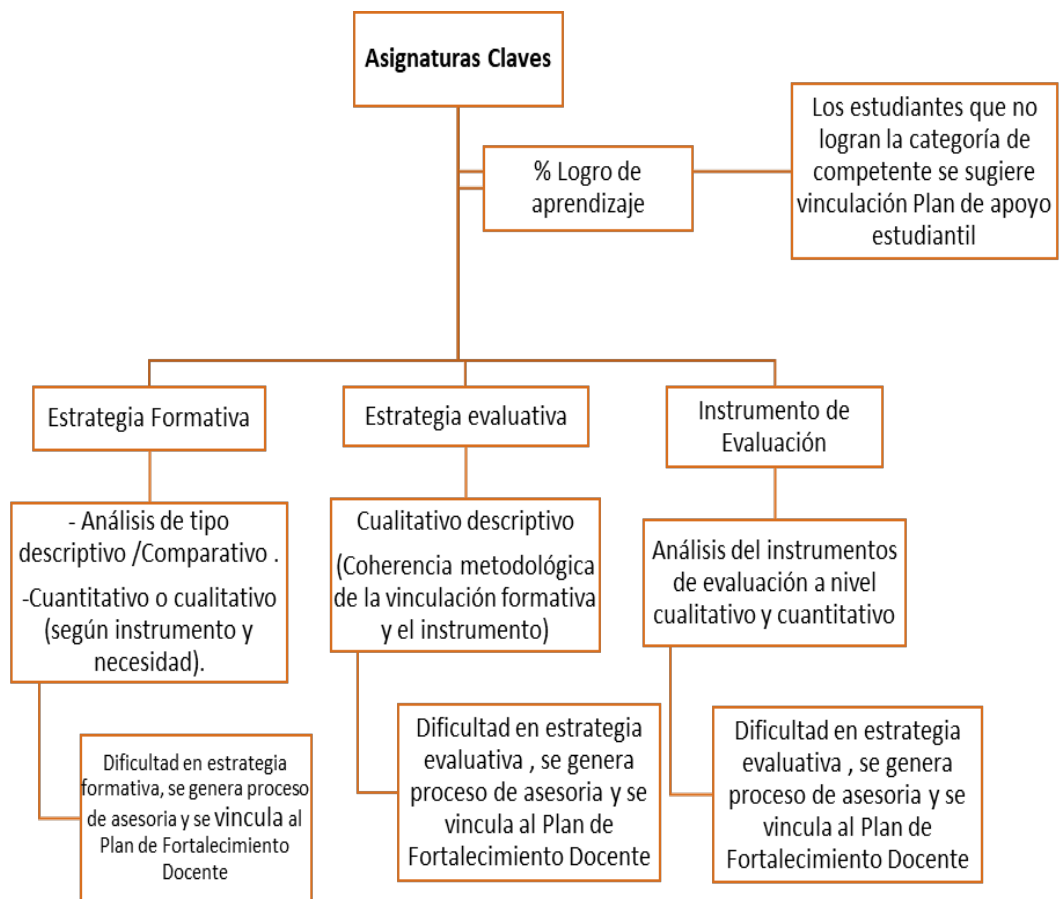 Asignaturas Claves
% Logro de
aprendizaje
Los estudiantes que no
logran la categoría de
competente se sugiere
vinculación Plan de apoyo
estudiantil
Estrategia Formativa
- Análisis de tipo
descriptivo /Comparativo .
-Cuantitativo o cualitativo
(según instrumento y
necesidad).
Dificultad en estrategia
formativa, se genera proceso
de asesoria y se vincula al
Plan de Fortalecimiento
Docente
Estrategia evaluativa
Cualitativo descriptivo
(Coherencia metodológica
de la vinculación formativa
y el instrumento)
Dificultad en estrategia
evaluativa , se genera
proceso de asesoria y se
vincula al Plan de
Fortalecimiento Docente
Instrumento de
Evaluación
Análisis del instrumentos
de evaluación a nivel
cualitativo y cuantitativo
Dificultad en estrategia
evaluativa , se genera
proceso de asesoria y se
vincula al Plan de
Fortalecimiento Docente